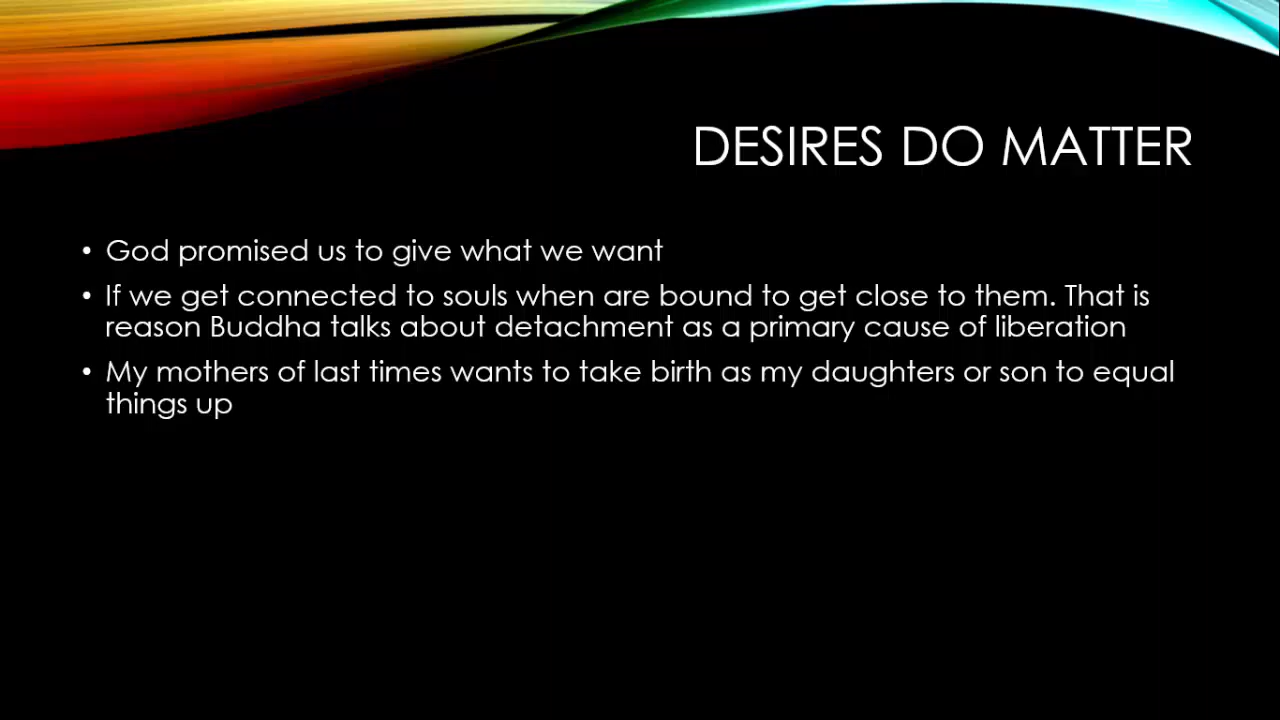 DESIRES DO MATTER
• God promised us to give what we want
• If we get connected to souls when are bound to get close to them. That is
reason Buddha talks about detachment as a primary cause of liberation
• My mothers of last times wants to take birth as my daughters or son to equal
things up